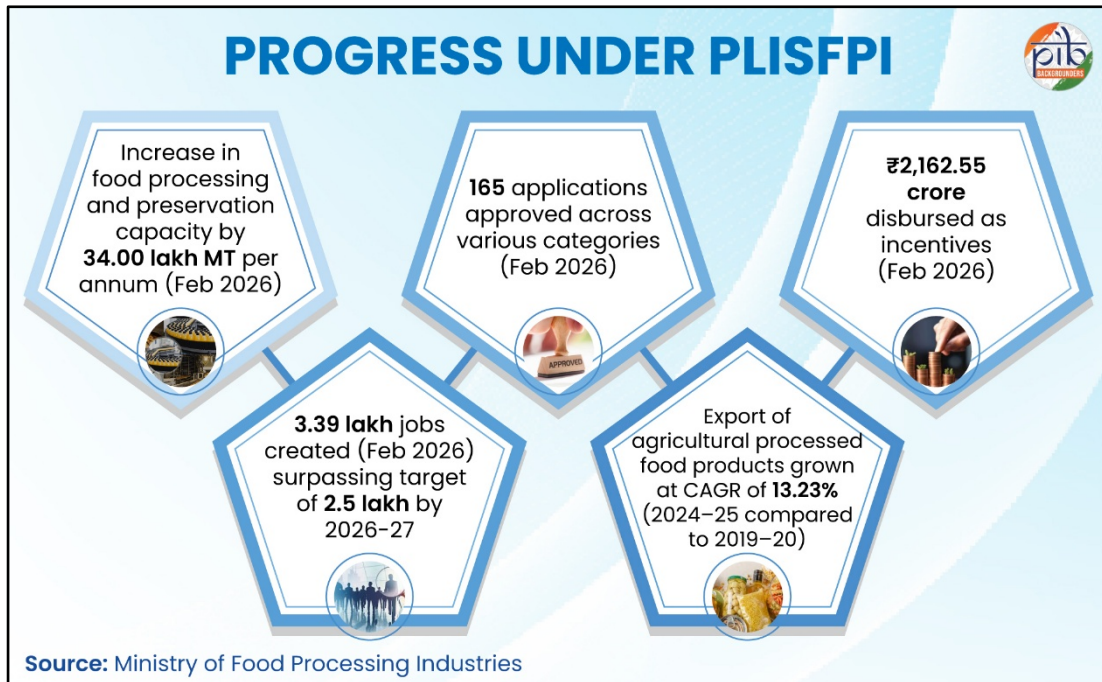 PROGRESS UNDER PLISFPI
pib
BACKGROUNDERS
Increase in
food processing
and preservation
capacity by
34.00 lakh MT per
annum (Feb 2026)
165 applications
approved across
various categories
(Feb 2026)
APPROVED
₹2,162.55
crore
disbursed as
incentives
(Feb 2026)
3.39 lakh jobs
created (Feb 2026)
surpassing target
of 2.5 lakh by
2026-27
Export of
agricultural processed
food products grown
at CAGR of 13.23%
(2024–25 compared
to 2019–20)
Source: Ministry of Food Processing Industries